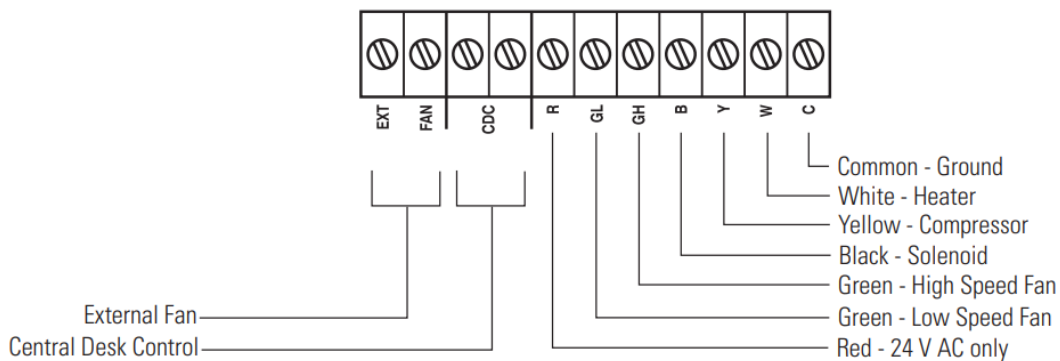 EXT
FAN
CDC
R
GL
GH
B
Y
W
C
Common - Ground
White - Heater
Yellow - Compressor
Black - Solenoid
Green - High Speed Fan
Green - Low Speed Fan
Red - 24 V AC only
External Fan
Central Desk Control